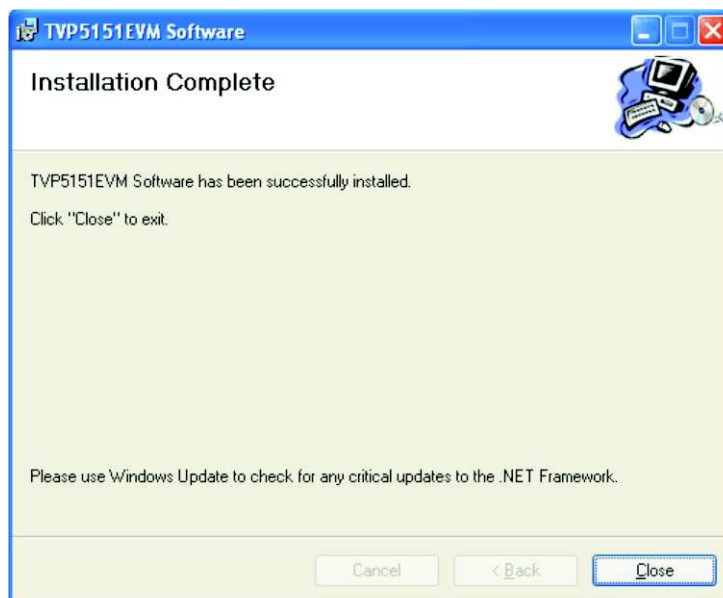 TVP5151EVM Software
Installation Complete
TVP5151EVM Software has been successfully installed.
Click "Close" to exit.
Please use Windows Update to check for any critical updates to the .NET Framework.
Cancel
< Back
Close